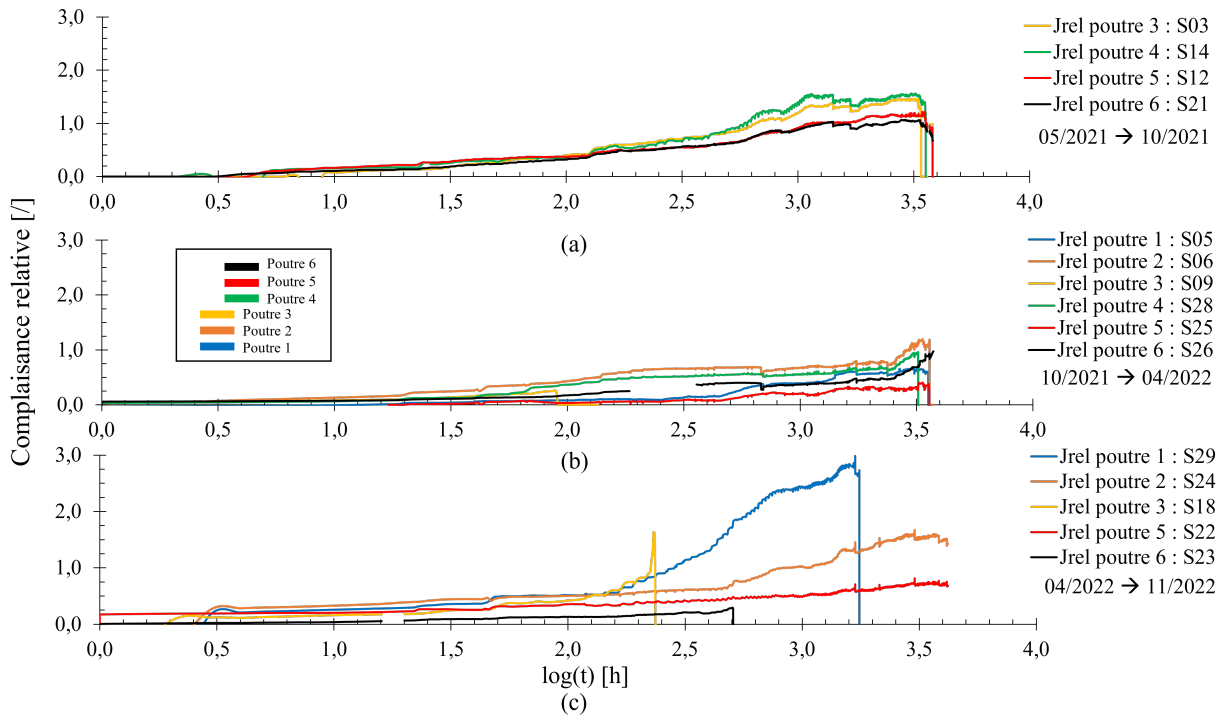 Complaisance relative [/]
3,0
2,0
1,0
0,0
0,0 0,5 1,0 1,5 2,0 2,5 3,0 3,5 4,0
Jrel poutre 3 : S03
Jrel poutre 4 : S14
Jrel poutre 5 : S12
Jrel poutre 6 : S21
05/2021 → 10/2021
(a)
3,0
2,0
1,0
0,0
0,0 0,5 1,0 1,5 2,0 2,5 3,0 3,5 4,0
Poutre 6
Poutre 5
Poutre 4
Poutre 3
Poutre 2
Poutre 1
Jrel poutre 1 : S05
Jrel poutre 2 : S06
Jrel poutre 3 : S09
Jrel poutre 4 : S28
Jrel poutre 5 : S25
Jrel poutre 6 : S26
10/2021 → 04/2022
(b)
3,0
2,0
1,0
0,0
0,0 0,5 1,0 1,5 2,0 2,5 3,0 3,5 4,0
Jrel poutre 1 : S29
Jrel poutre 2 : S24
Jrel poutre 3 : S18
Jrel poutre 5 : S22
Jrel poutre 6 : S23
04/2022 → 11/2022
log(t) [h]
(c)